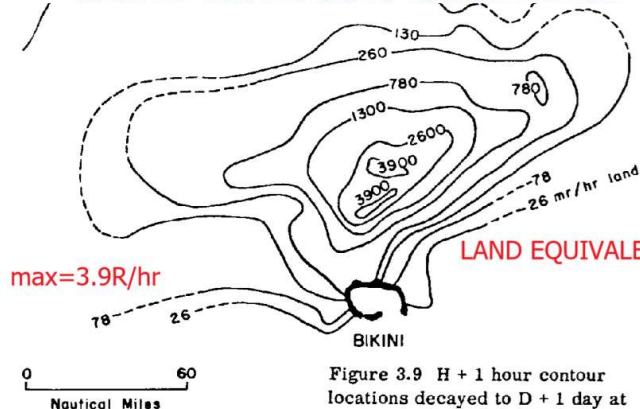 130
260
780
780
1300
2600
3900
3900
78
26 mr/hr land
LAND EQUIVALE
max=3.9R/hr
78
26
BIKINI
0 60
Nautical Miles
Figure 3.9 H + 1 hour contour
locations decayed to D + 1 day at